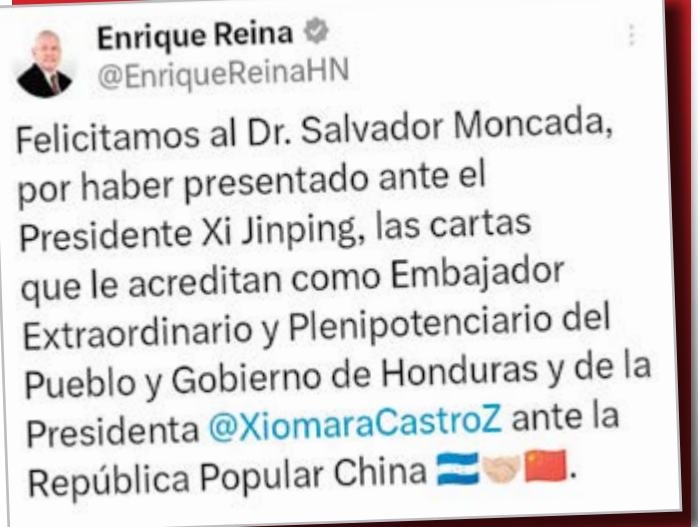 Enrique Reina
@EnriqueReinaHN
Felicitamos al Dr. Salvador Moncada,
por haber presentado ante el
Presidente Xi Jinping, las cartas
que le acreditan como Embajador
Extraordinario y Plenipotenciario del
Pueblo y Gobierno de Honduras y de la
Presidenta @XiomaraCastroZ ante la
República Popular China 🇭🇳🤝🇨🇳.